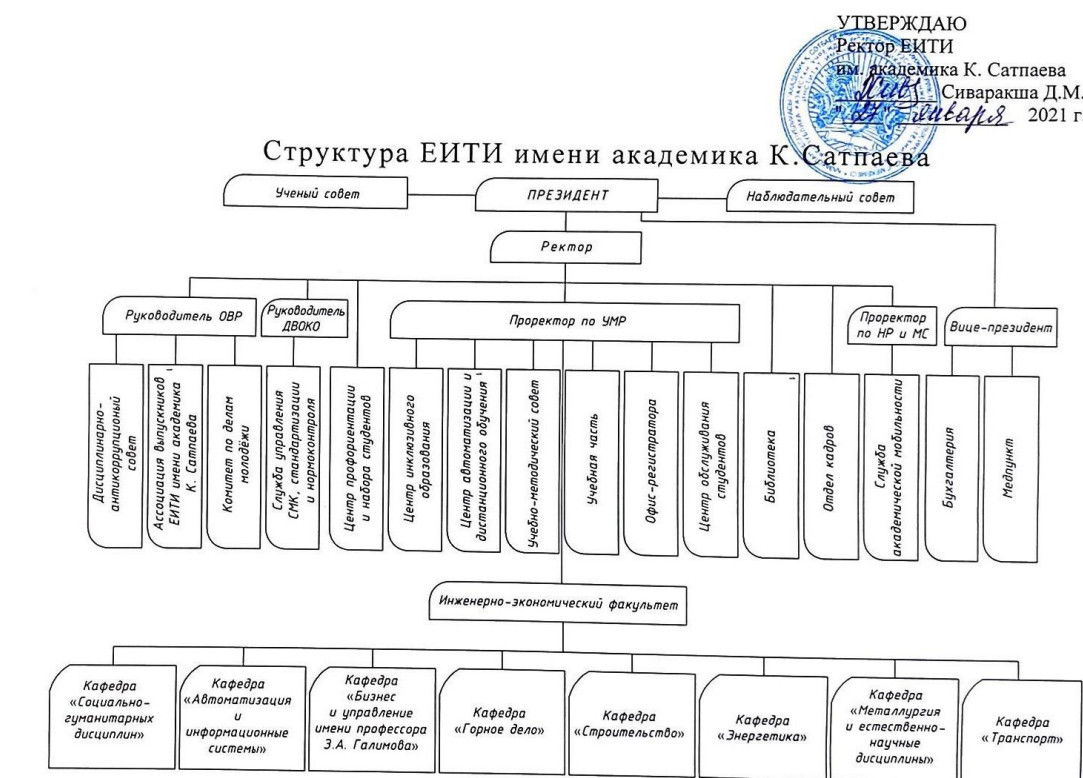 УТВЕРЖДАЮ
Ректор ЕИТИ
им. академика К. Сатпаева
Сиваракша Д.М.
"27" января 2021 г.
Структура ЕИТИ имени академика К.Сатпаева
Ученый совет
ПРЕЗИДЕНТ
Наблюдательный совет
Ректор
Руководитель ОВР
Руководитель
ДВОКО
Проректор по УМР
Проректор
по НР и МС
Вице-президент
Дисциплинарно-
антикоррупционый
совет
Ассоциация выпускников
ЕИТИ имени академика
К. Сатпаева
Комитет по делам
молодёжи
Служба управления
СМК, стандартизации
и нормоконтроля
Центр профориентации
и набора студентов
Центр инклюзивного
образования
Центр автоматизации и
дистанционного обучения
Учебно-методический совет
Учебная часть
Офис-регистратора
Центр обслуживания
студентов
Библиотека
Отдел кадров
Служба
академической мобильности
Бухгалтерия
Медпункт
Инженерно-экономический факультет
Кафедра
«Социально-
гуманитарных
дисциплин»
Кафедра
«Автоматизация
и
информационные
системы»
Кафедра
«Бизнес
и управление
имени профессора
З.А. Галимова»
Кафедра
«Горное дело»
Кафедра
«Строительство»
Кафедра
«Энергетика»
Кафедра
«Металлургия
и естественно-
научные
дисциплины»
Кафедра
«Транспорт»